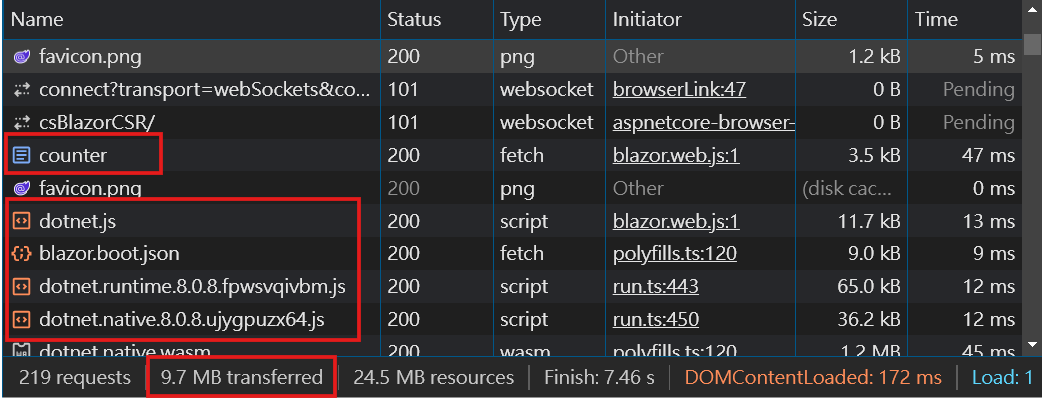 Name Status Type Initiator Size Time
favicon.png 200 png Other 1.2 kB 5 ms
connect?transport=webSockets&co... 101 websocket browserLink:47 0 B Pending
csBlazorCSR/ 101 websocket aspnetcore-browser- 0 B Pending
counter 200 fetch blazor.web.js:1 3.5 kB 47 ms
favicon.png 200 png Other (disk cac... 0 ms
dotnet.js 200 script blazor.web.js:1 11.7 kB 13 ms
blazor.boot.json 200 fetch polyfills.ts:120 9.0 kB 9 ms
dotnet.runtime.8.0.8.fpwsvqivbm.js 200 script run.ts:443 65.0 kB 12 ms
dotnet.native.8.0.8.ujygpuzx64.js 200 script run.ts:450 36.2 kB 12 ms
dotnet.native.wasm 200 wasm polyfills.ts:120 1.2 MB 45 ms
219 requests 9.7 MB transferred 24.5 MB resources Finish: 7.46 s DOMContentLoaded: 172 ms Load: 1